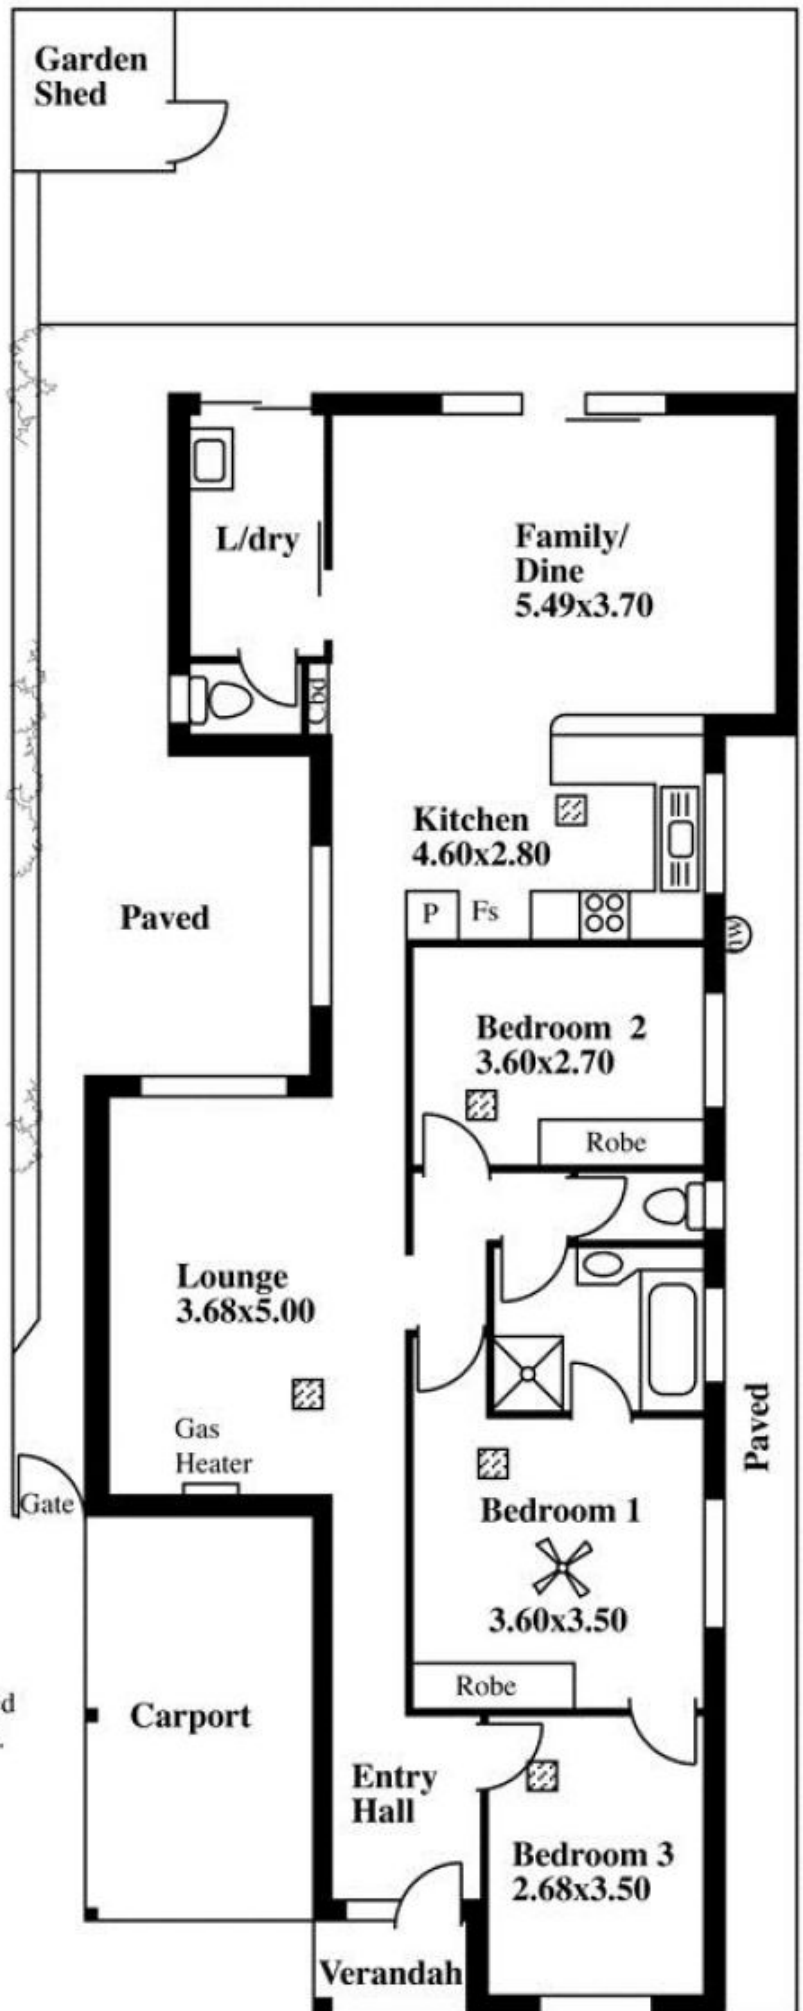 Garden
Shed
L/dry
Family/
Dine
5.49x3.70
Cbd
Kitchen
4.60x2.80
P
Fs
Paved
HW
Bedroom 2
3.60x2.70
Robe
Lounge
3.68x5.00
Gas
Heater
Paved
Gate
Bedroom 1
3.60x3.50
Robe
Carport
Entry
Hall
Bedroom 3
2.68x3.50
Verandah